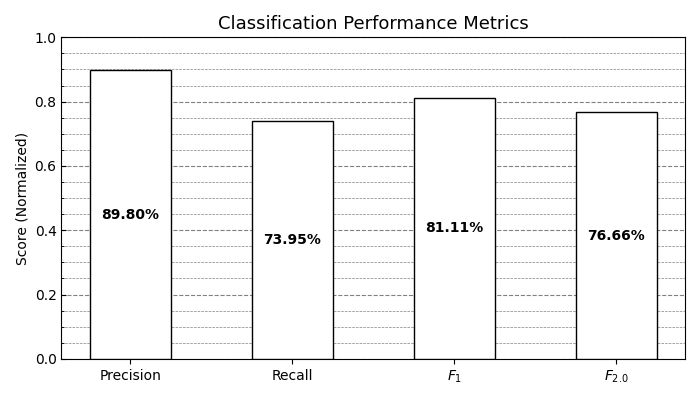 Classification Performance Metrics
Score (Normalized)
1.0
0.8
0.6
0.4
0.2
0.0
89.80%
73.95%
81.11%
76.66%
Precision
Recall
F₁
F₂.₀